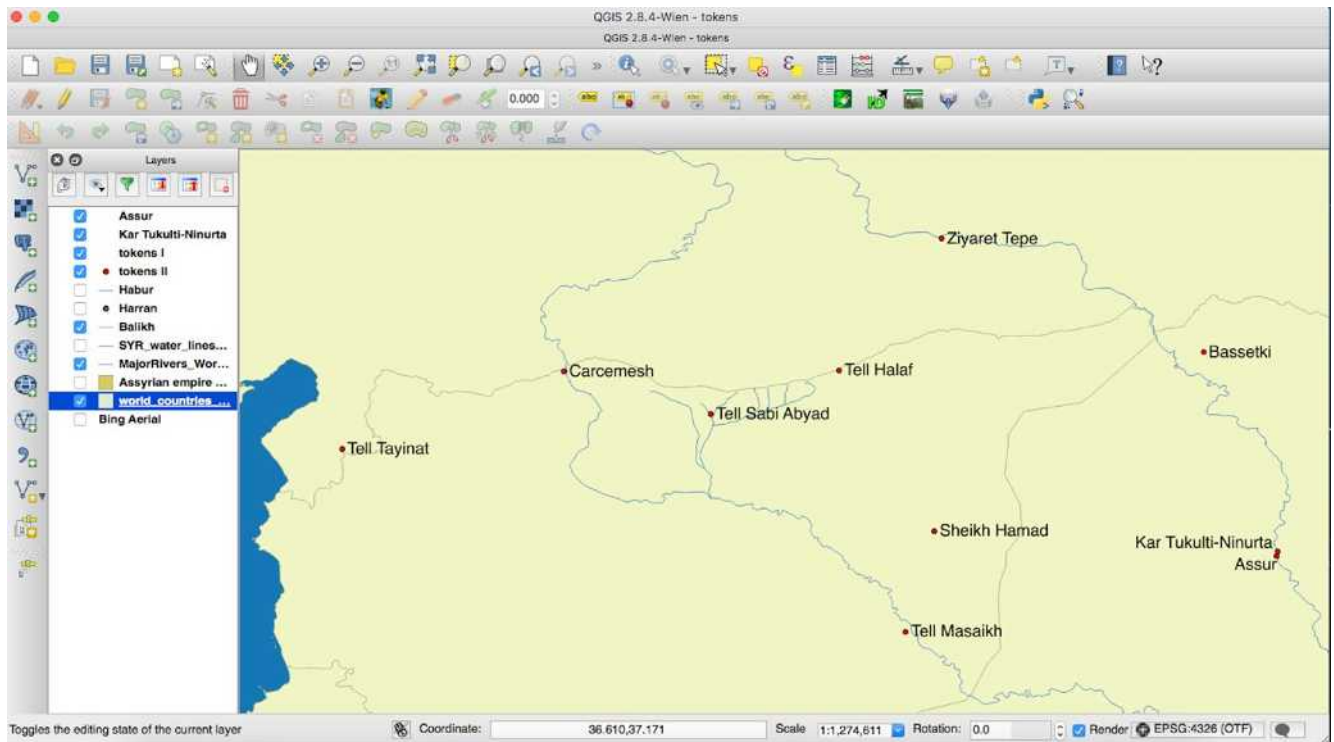 QGIS 2.8.4-Wien - tokens
QGIS 2.8.4-Wien - tokens
0.000
Layers
Assur
Kar Tukulti-Ninurta
tokens I
tokens II
Habur
Harran
Balikh
SYR_water_lines...
MajorRivers_Wor...
Assyrian empire ...
world_countries_...
Bing Aerial
Ziyaret Tepe
Bassetki
Carcemesh
Tell Halaf
Tell Sabi Abyad
Tell Tayinat
Sheikh Hamad
Kar Tukulti-Ninurta
Assur
Tell Masaikh
Toggles the editing state of the current layer
Coordinate: 36.610,37.171 Scale 1:1,274,611 Rotation: 0.0 Render EPSG:4326 (OTF)